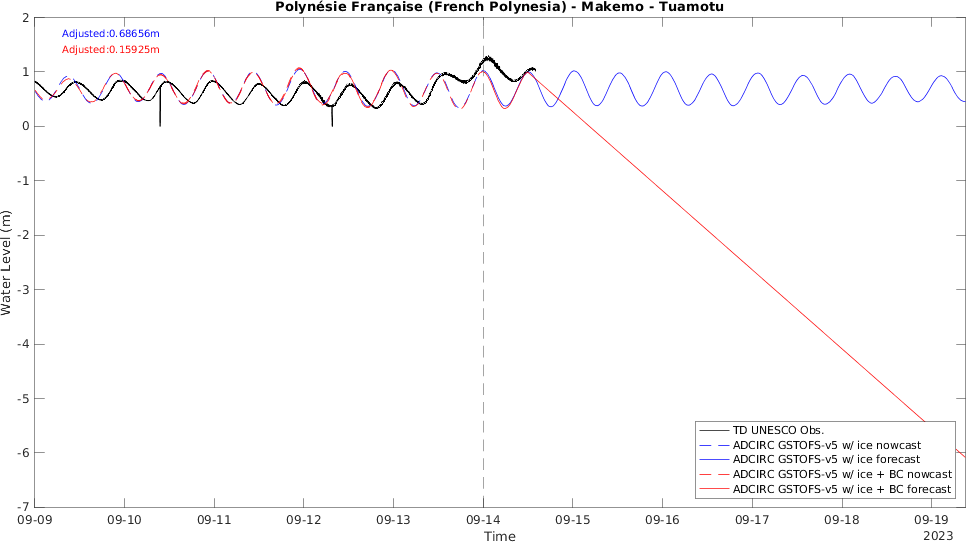 Polynésie Française (French Polynesia) - Makemo - Tuamotu
Adjusted:0.68656m
Adjusted:0.15925m
Water Level (m)
2
1
0
-1
-2
-3
-4
-5
-6
-7
TD UNESCO Obs.
ADCIRC GSTOFS-v5 w/ ice nowcast
ADCIRC GSTOFS-v5 w/ ice forecast
ADCIRC GSTOFS-v5 w/ ice + BC nowcast
ADCIRC GSTOFS-v5 w/ ice + BC forecast
09-09 09-10 09-11 09-12 09-13 09-14 09-15 09-16 09-17 09-18 09-19
Time
2023